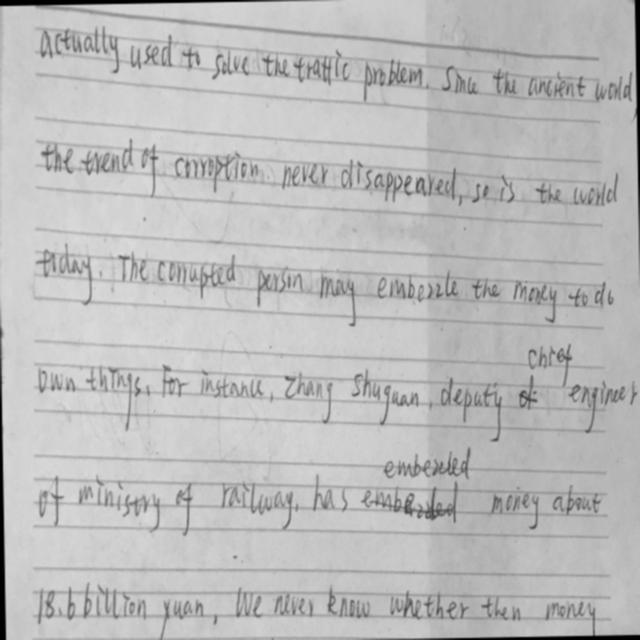 actually used to solve the traffic problem. Since the ancient world,
the trend of corroption never disappeared, so is the world
today. The corrupted person may embezzle the money to do
own things. For instance, Zhang Shuguan, deputy chief engineer
of minisory of railway, has embezzled money about
18.6 billion yuan, We never know whether then money